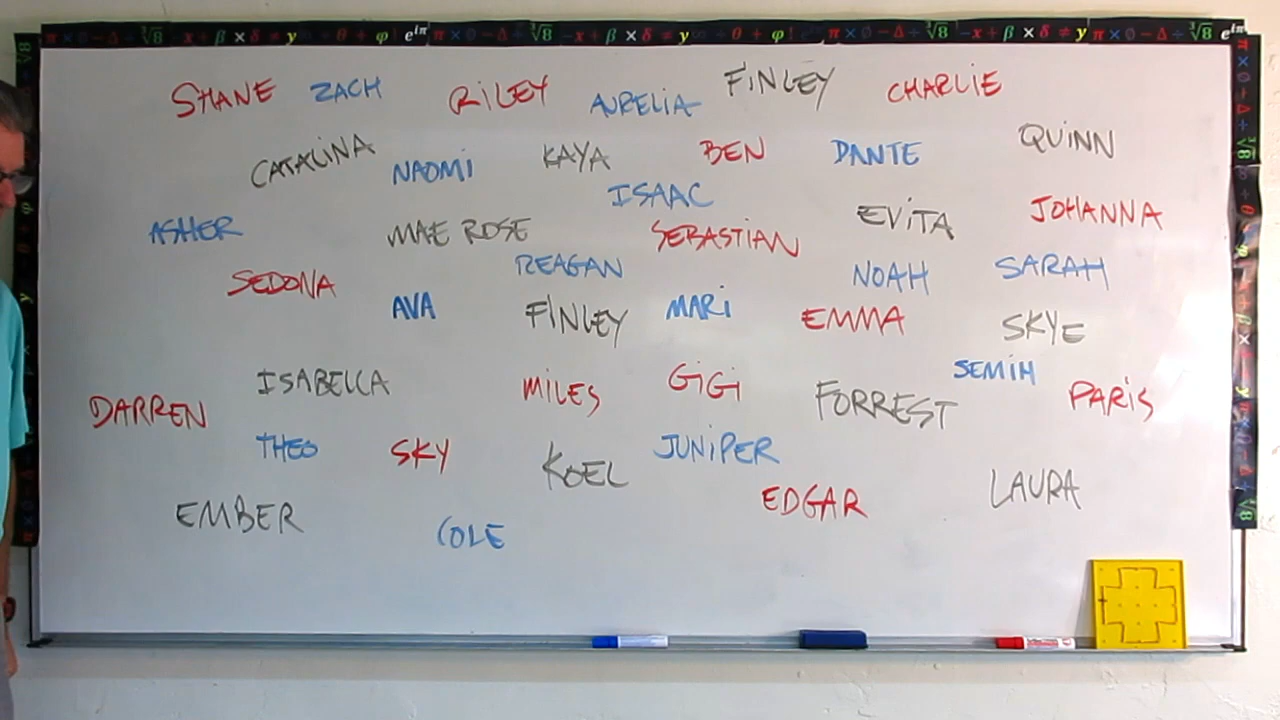 SHANE ZACH RILEY AURELIA FINLEY CHARLIE
CATALINA NAOMI KAYA BEN DANTE QUINN
ISAAC
ASHER MAE ROSE SEBASTIAN EVITA JOHANNA
SEDONA REAGAN NOAH SARAH
AVA FINLEY MARI EMMA SKYE
ISABELLA MILES GIGI FORREST SEMIH PARIS
DARREN
THEO SKY KOEL JUNIPER
EMBER COLE EDGAR LAURA